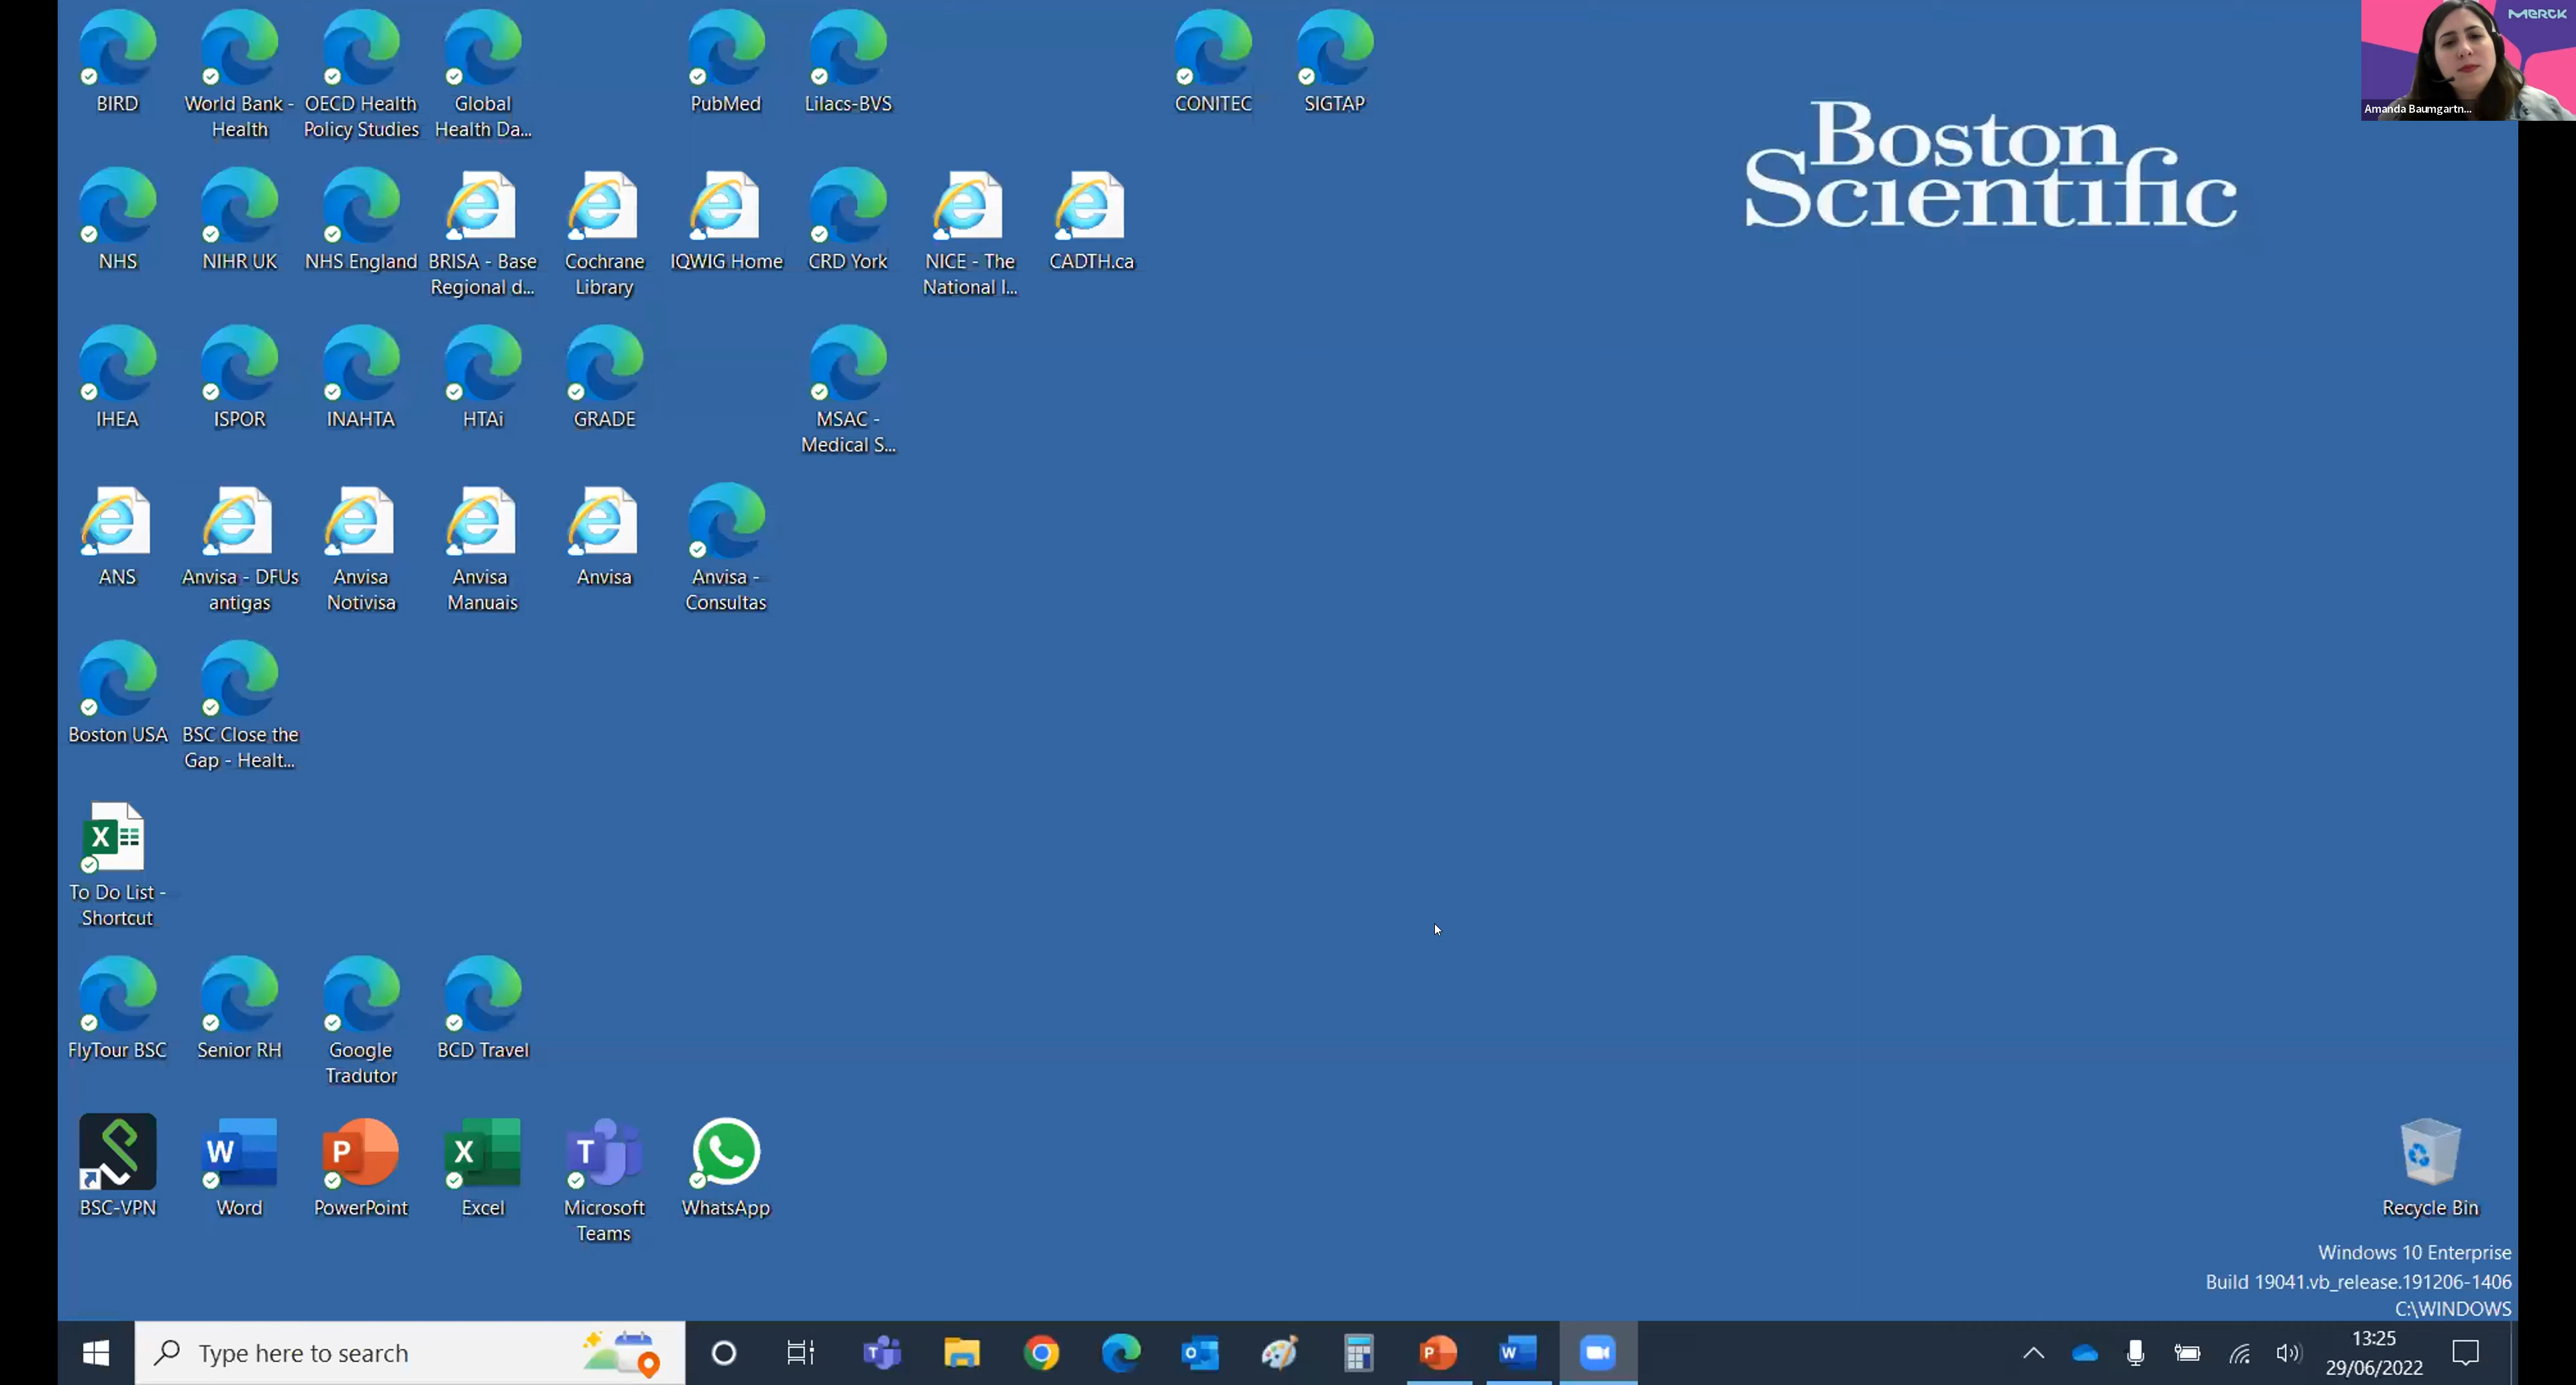 BIRD
World Bank -
Health
OECD Health
Policy Studies
Global
Health Da...
PubMed
Lilacs-BVS
CONITEC
SIGTAP
MERCK
Amanda Baumgartn...
Boston
Scientific
NHS
NIHR UK
NHS England
BRISA - Base
Regional d...
Cochrane
Library
IQWIG Home
CRD York
NICE - The
National I...
CADTH.ca
IHEA
ISPOR
INAHTA
HTAi
GRADE
MSAC -
Medical S...
ANS
Anvisa - DFUs
antigas
Anvisa
Notivisa
Anvisa
Manuais
Anvisa
Anvisa -
Consultas
Boston USA
BSC Close the
Gap - Healt...
To Do List -
Shortcut
FlyTour BSC
Senior RH
Google
Tradutor
BCD Travel
BSC-VPN
Word
PowerPoint
Excel
Microsoft
Teams
WhatsApp
Recycle Bin
Windows 10 Enterprise
Build 19041.vb_release.191206-1406
C:\WINDOWS
Type here to search
13:25
29/06/2022